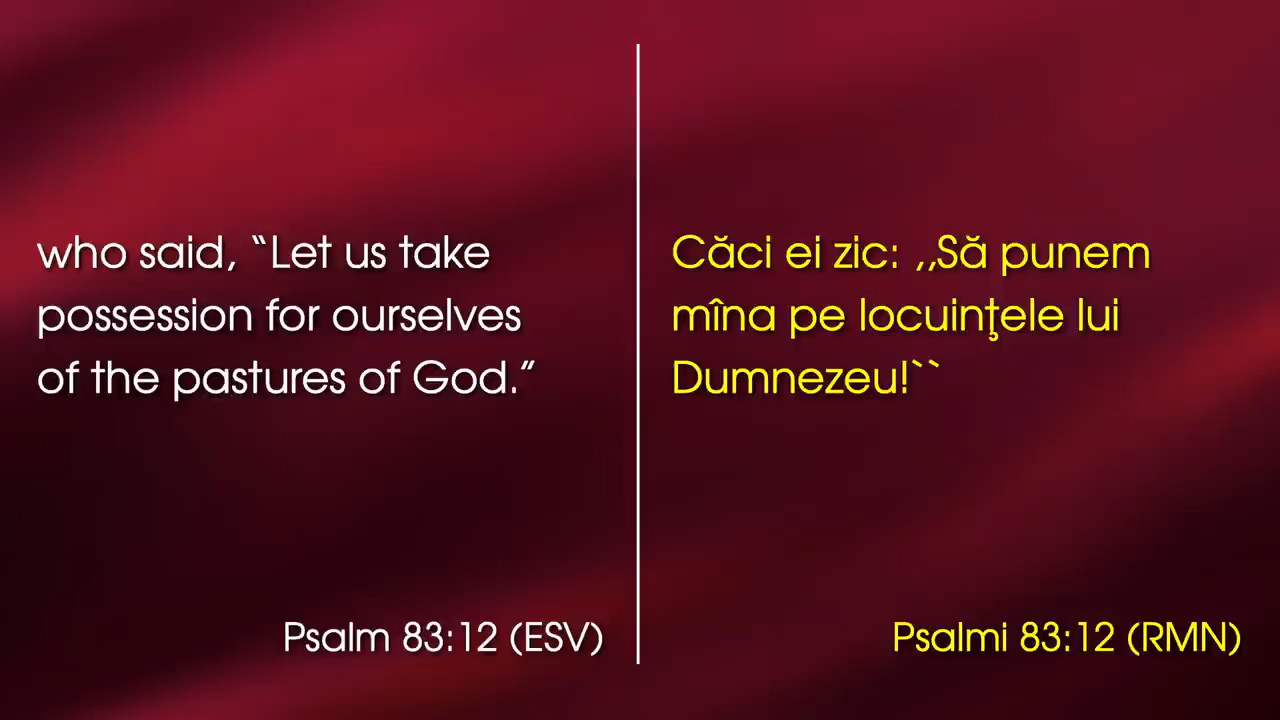 who said, “Let us take
possession for ourselves
of the pastures of God.”
Psalm 83:12 (ESV)
Căci ei zic: ,,Să punem
mîna pe locuinţele lui
Dumnezeu!``
Psalmi 83:12 (RMN)